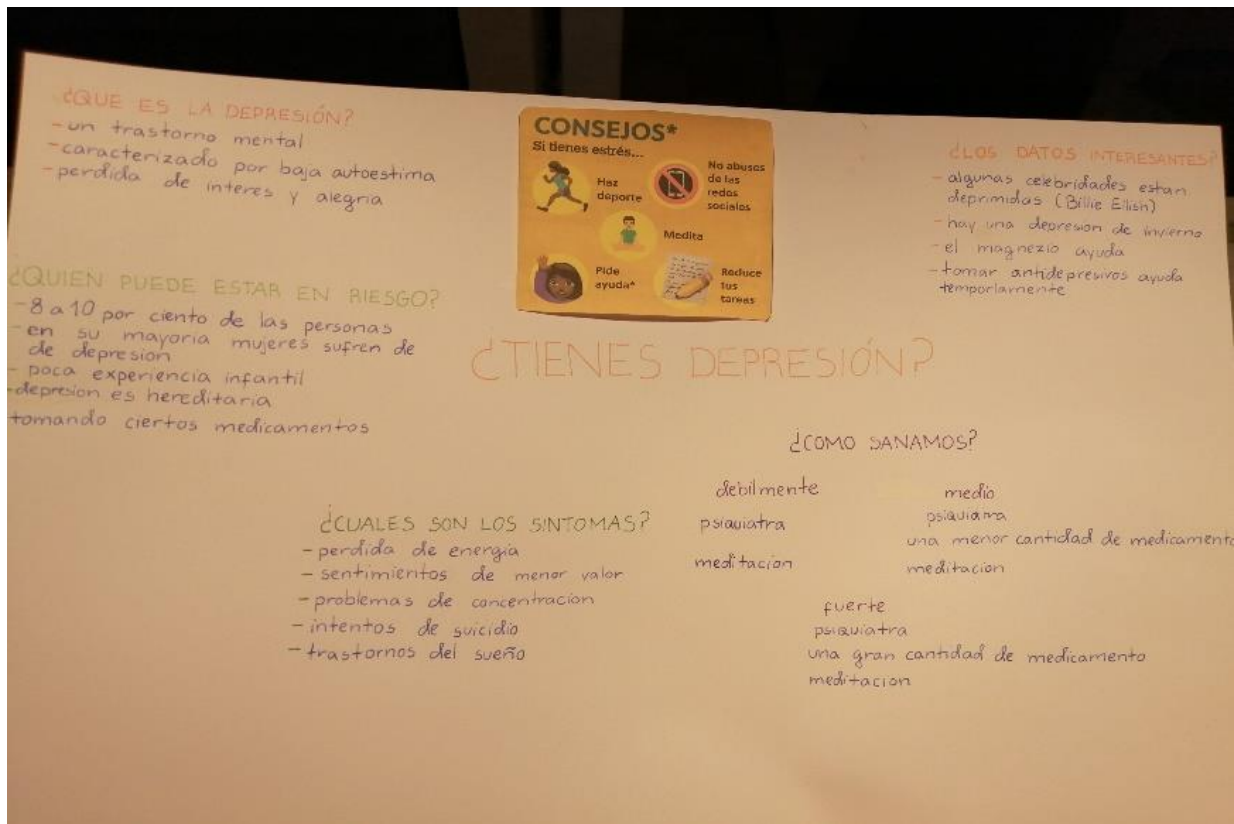 ¿QUE ES LA DEPRESIÓN?
- un trastorno mental
- caracterizado por baja autoestima
- perdida de interes y alegria
CONSEJOS*
Si tienes estrés...
Haz
deporte
No abuses
de las
redes
sociales
Medita
Pide
ayuda*
Reduce
tus
tareas
¿LOS DATOS INTERESANTES?
- algunas celebridades estan
deprimidas (Billie Eilish)
- hay una depresion de invierno
- el magnezio ayuda
- tomar antidepresivos ayuda
temporlamente
¿QUIEN PUEDE ESTAR EN RIESGO?
- 8 a 10 por ciento de las personas
- en su mayoria mujeres sufren de
de depresion
- poca experiencia infantil
- depresion es hereditaria
tomando ciertos medicamentos
¿TIENES DEPRESIÓN?
¿CUALES SON LOS SINTOMAS?
- perdida de energia
- sentimientos de menor valor
- problemas de concentracion
- intentos de suicidio
- trastornos del sueño
¿COMO SANAMOS?
debilmente
psiquiatra
meditacion
medio
psiquiatra
una menor cantidad de medicamento
meditacion
fuerte
psiquiatra
una gran cantidad de medicamento
meditacion